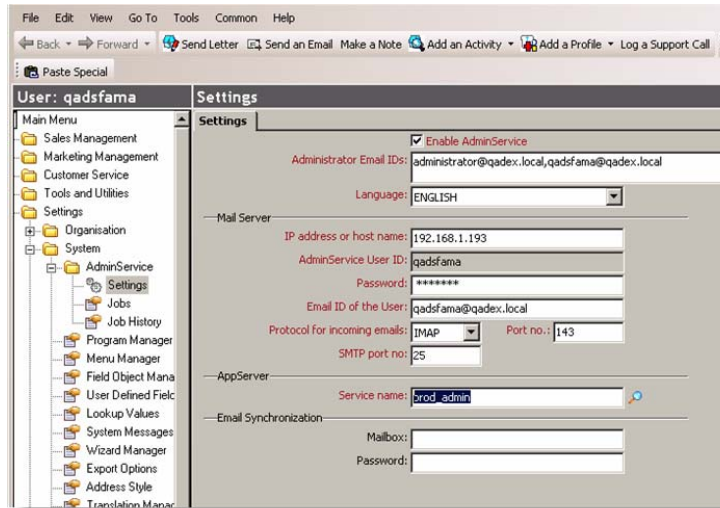 File Edit View Go To Tools Common Help
Back Forward Send Letter Send an Email Make a Note Add an Activity Add a Profile Log a Support Call
Paste Special
User: qadsfama
Settings
Main Menu
Sales Management
Marketing Management
Customer Service
Tools and Utilities
Settings
Organisation
System
AdminService
Settings
Jobs
Job History
Program Manager
Menu Manager
Field Object Mana
User Defined Field
Lookup Values
System Messages
Wizard Manager
Export Options
Address Style
Translation Manag
Settings
Enable AdminService
Administrator Email IDs: administrator@qadex.local,qadsfama@qadex.local
Language: ENGLISH
Mail Server
IP address or host name: 192.168.1.193
AdminService User ID: qadsfama
Password: *******
Email ID of the User: qadsfama@qadex.local
Protocol for incoming emails: IMAP Port no.: 143
SMTP port no: 25
AppServer
Service name: prod_admin
Email Synchronization
Mailbox:
Password: